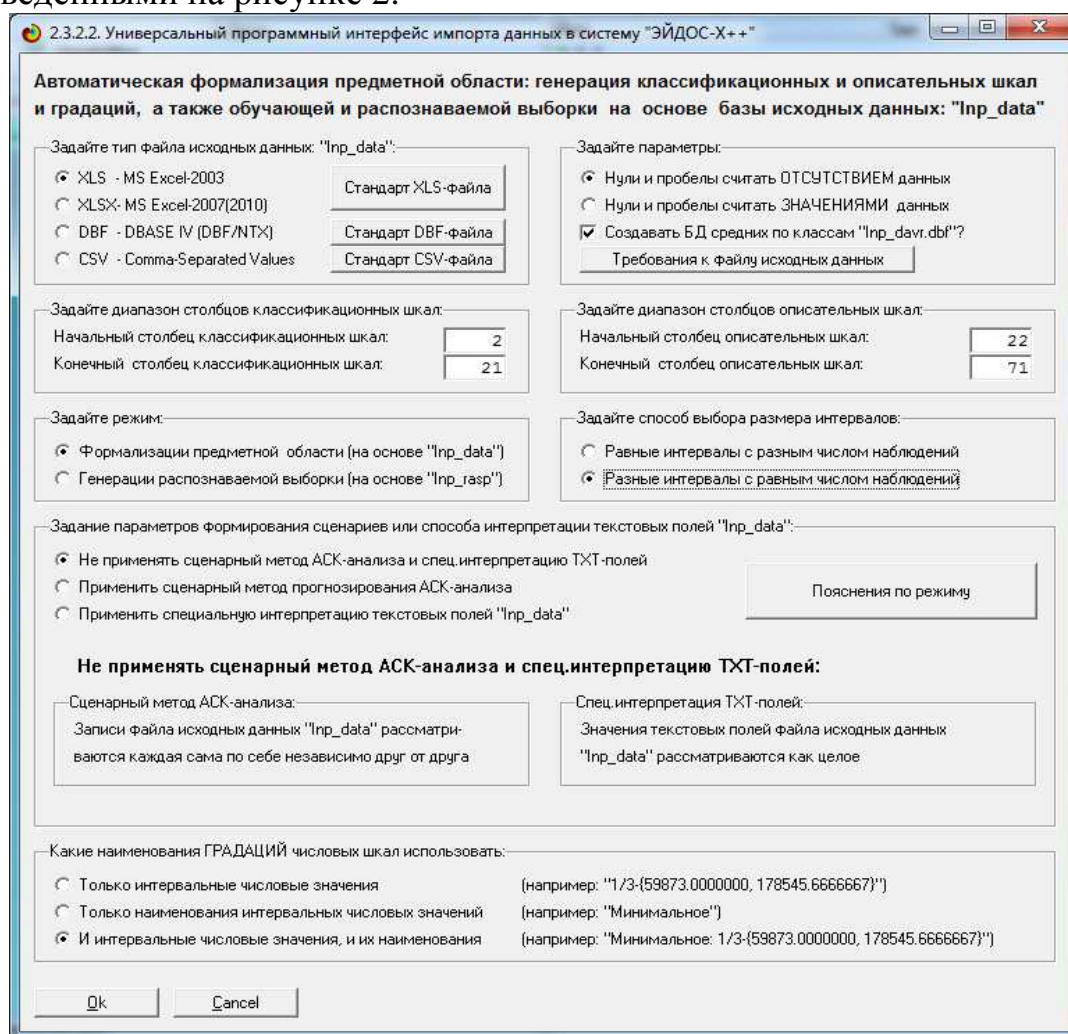 веденными на рисунке 2.
2.3.2.2. Универсальный программный интерфейс импорта данных в систему "ЭЙДОС-X++"
Автоматическая формализация предметной области: генерация классификационных и описательных шкал
и градаций, а также обучающей и распознаваемой выборки на основе базы исходных данных: "Inp_data"
Задайте тип файла исходных данных: "Inp_data":
XLS - MS Excel-2003
XLSX- MS Excel-2007(2010)
DBF - DBASE IV (DBF/NTX)
CSV - Comma-Separated Values
Стандарт XLS-файла
Стандарт DBF-файла
Стандарт CSV-файла
Задайте параметры:
Нули и пробелы считать ОТСУТСТВИЕМ данных
Нули и пробелы считать ЗНАЧЕНИЯМИ данных
Создавать БД средних по классам "Inp_davr.dbf"?
Требования к файлу исходных данных
Задайте диапазон столбцов классификационных шкал:
Начальный столбец классификационных шкал: 2
Конечный столбец классификационных шкал: 21
Задайте диапазон столбцов описательных шкал:
Начальный столбец описательных шкал: 22
Конечный столбец описательных шкал: 71
Задайте режим:
Формализации предметной области (на основе "Inp_data")
Генерации распознаваемой выборки (на основе "Inp_rasp")
Задайте способ выбора размера интервалов:
Равные интервалы с разным числом наблюдений
Разные интервалы с равным числом наблюдений
Задание параметров формирования сценариев или способа интерпретации текстовых полей "Inp_data":
Не применять сценарный метод АСК-анализа и спец.интерпретацию TXT-полей
Применить сценарный метод прогнозирования АСК-анализа
Применить специальную интерпретацию текстовых полей "Inp_data"
Пояснения по режиму
Не применять сценарный метод АСК-анализа и спец.интерпретацию TXT-полей:
Сценарный метод АСК-анализа:
Записи файла исходных данных "Inp_data" рассматри-
ваются каждая сама по себе независимо друг от друга
Спец.интерпретация TXT-полей:
Значения текстовых полей файла исходных данных
"Inp_data" рассматриваются как целое
Какие наименования ГРАДАЦИЙ числовых шкал использовать:
Только интервальные числовые значения (например: "1/3-{59873.0000000, 178545.6666667}")
Только наименования интервальных числовых значений (например: "Минимальное")
И интервальные числовые значения, и их наименования (например: "Минимальное: 1/3-{59873.0000000, 178545.6666667}")
Ok
Cancel